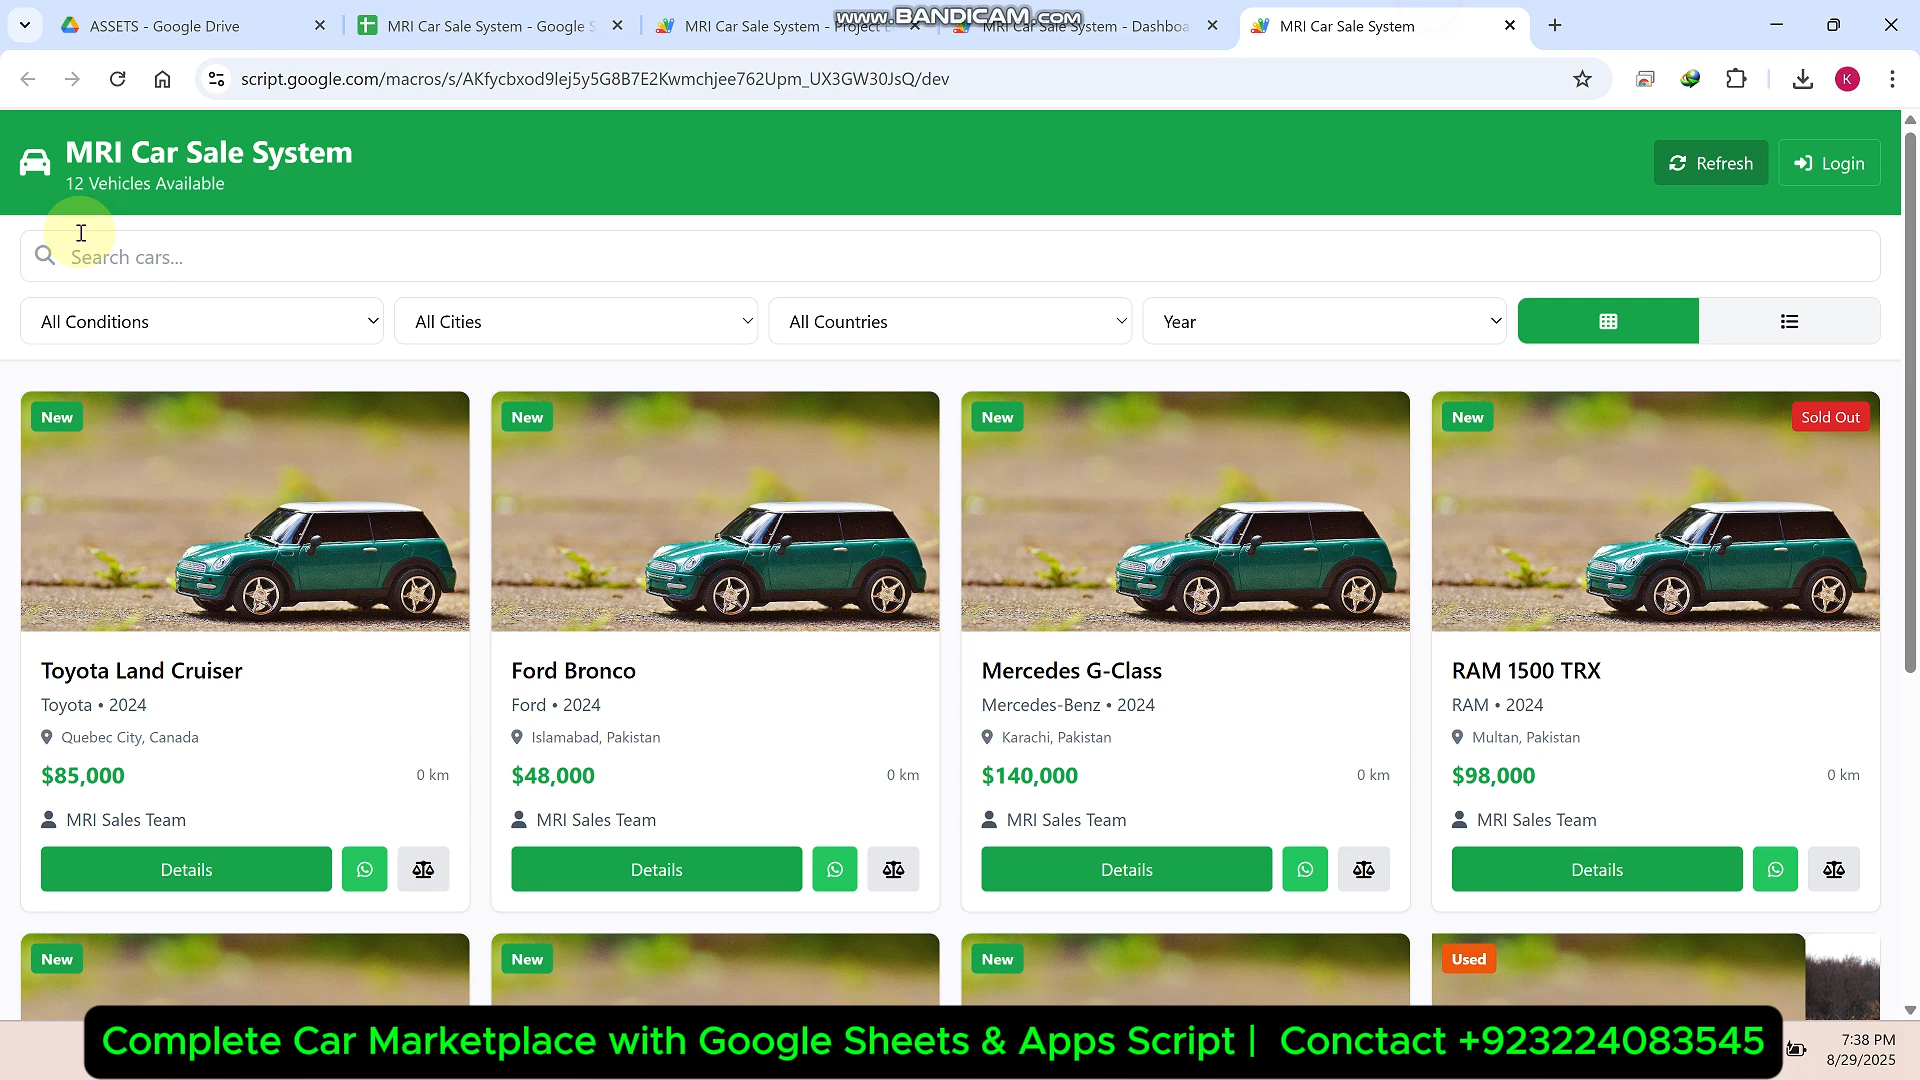 ASSETS - Google Drive
MRI Car Sale System - Google S
MRI Car Sale System - Project E
MRI Car Sale System - Dashboa
MRI Car Sale System
www.BANDICAM.com
script.google.com/macros/s/AKfycbxod9lej5y5G8B7E2Kwmchjee762Upm_UX3GW30JsQ/dev
K
MRI Car Sale System
12 Vehicles Available
Refresh
Login
Search cars...
All Conditions
All Cities
All Countries
Year
New
New
New
New
Sold Out
Toyota Land Cruiser
Toyota • 2024
Quebec City, Canada
$85,000
0 km
MRI Sales Team
Details
Ford Bronco
Ford • 2024
Islamabad, Pakistan
$48,000
0 km
MRI Sales Team
Details
Mercedes G-Class
Mercedes-Benz • 2024
Karachi, Pakistan
$140,000
0 km
MRI Sales Team
Details
RAM 1500 TRX
RAM • 2024
Multan, Pakistan
$98,000
0 km
MRI Sales Team
Details
New
New
New
Used
Complete Car Marketplace with Google Sheets & Apps Script | Conctact +923224083545
7:38 PM
8/29/2025